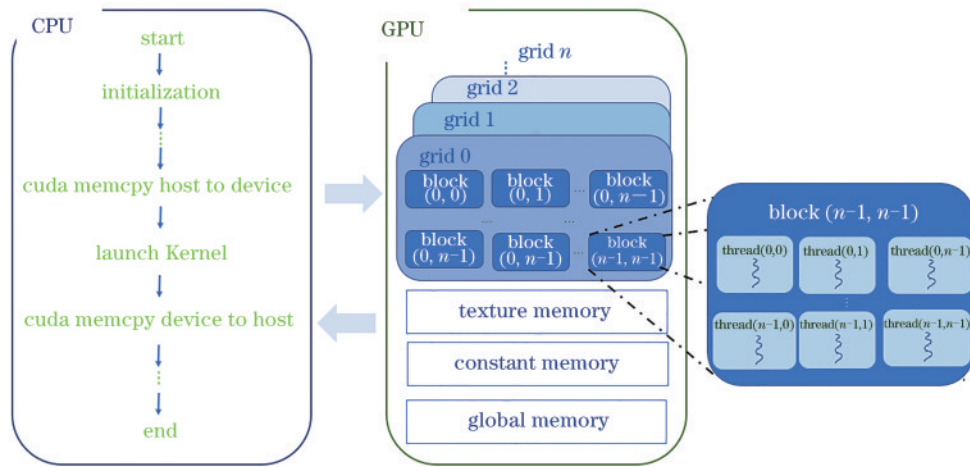 CPU
start
initialization
cuda memcpy host to device
launch Kernel
cuda memcpy device to host
end
GPU
grid n
grid 2
grid 1
grid 0
block
(0, 0)
block
(0, 1)
...
block
(0, n−1)
...
...
block
(0, n−1)
block
(0, n−1)
...
block
(n−1, n−1)
texture memory
constant memory
global memory
block (n−1, n−1)
thread(0,0)
thread(0,1)
thread(0,n−1)
...
thread(n−1,0)
thread(n−1,1)
thread(n−1,n−1)